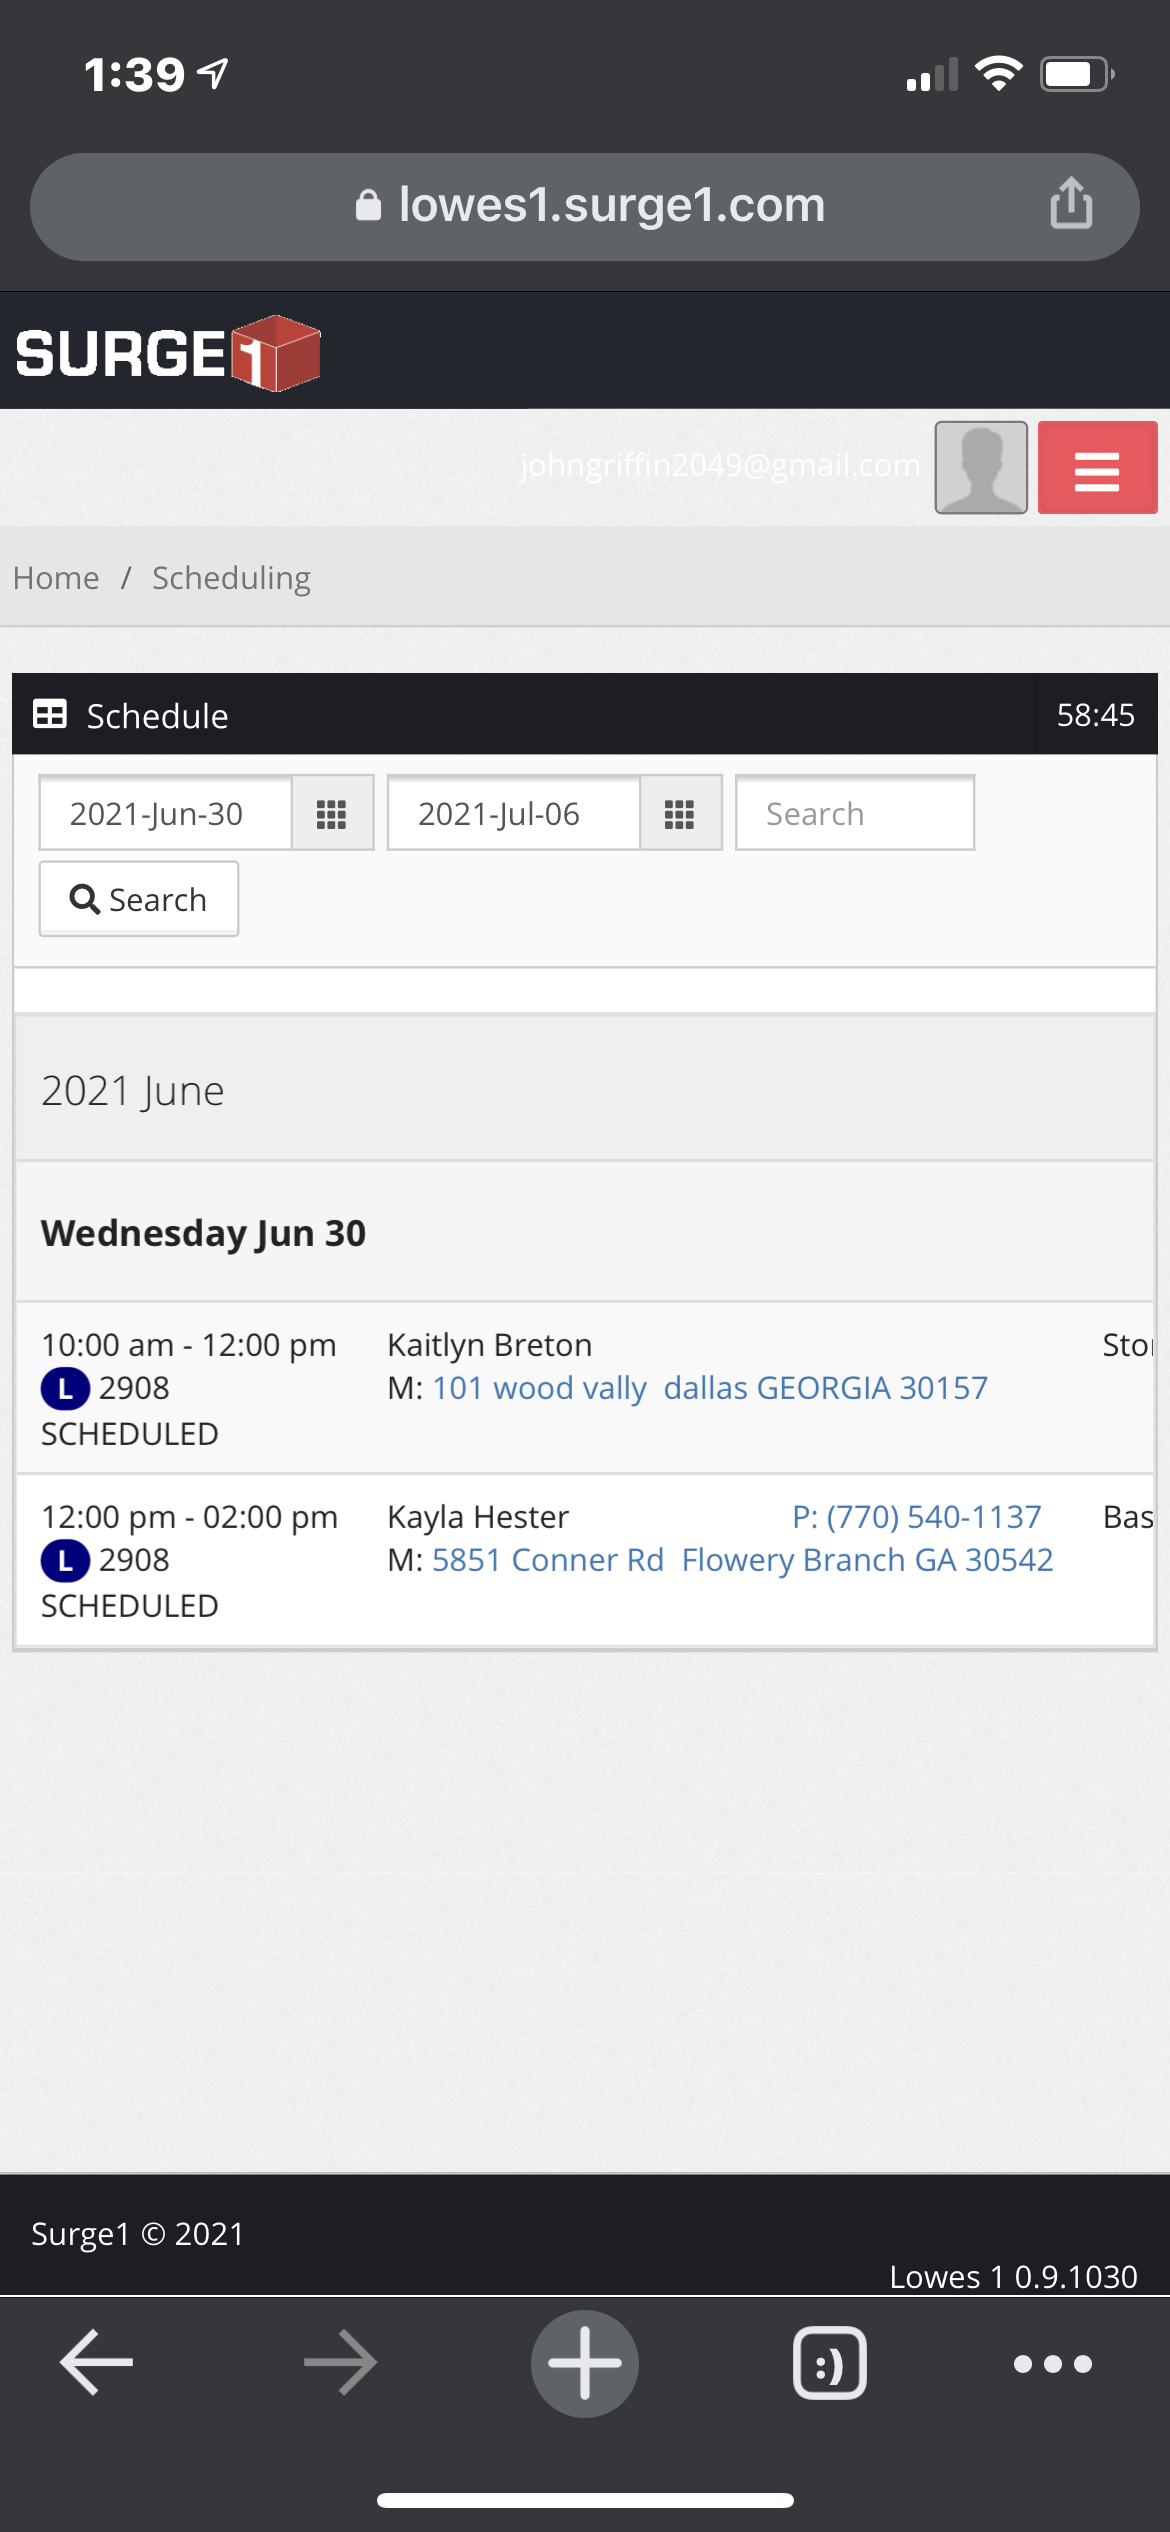 1:39
lowes1.surge1.com
SURGE1
johngriffin2049@gmail.com
Home / Scheduling
Schedule 58:45
2021-Jun-30 2021-Jul-06 Search
Search
2021 June
Wednesday Jun 30
10:00 am - 12:00 pm Kaitlyn Breton Sto
L 2908 M: 101 wood vally dallas GEORGIA 30157
SCHEDULED
12:00 pm - 02:00 pm Kayla Hester P: (770) 540-1137 Bas
L 2908 M: 5851 Conner Rd Flowery Branch GA 30542
SCHEDULED
Surge1 © 2021
Lowes 1 0.9.1030
:)